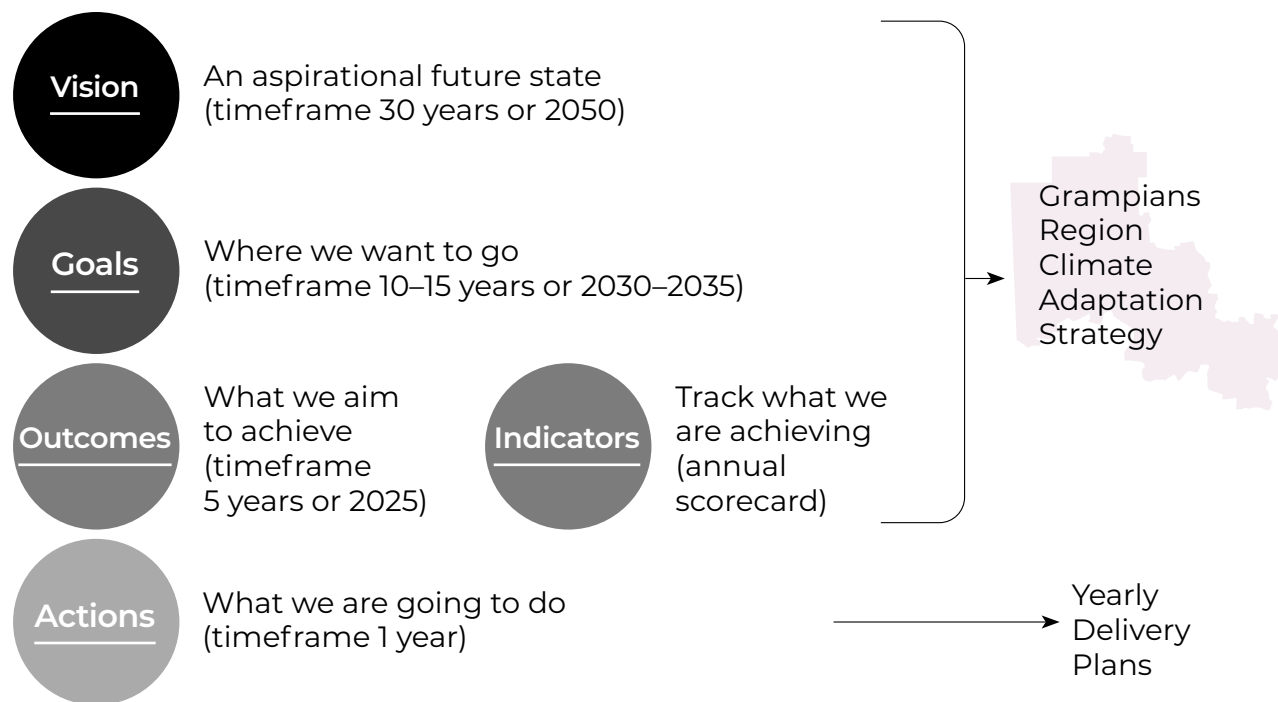 Vision
An aspirational future state
(timeframe 30 years or 2050)
Goals
Where we want to go
(timeframe 10–15 years or 2030–2035)
Outcomes
What we aim
to achieve
(timeframe
5 years or 2025)
Indicators
Track what we
are achieving
(annual
scorecard)
Grampians
Region
Climate
Adaptation
Strategy
Actions
What we are going to do
(timeframe 1 year)
Yearly
Delivery
Plans